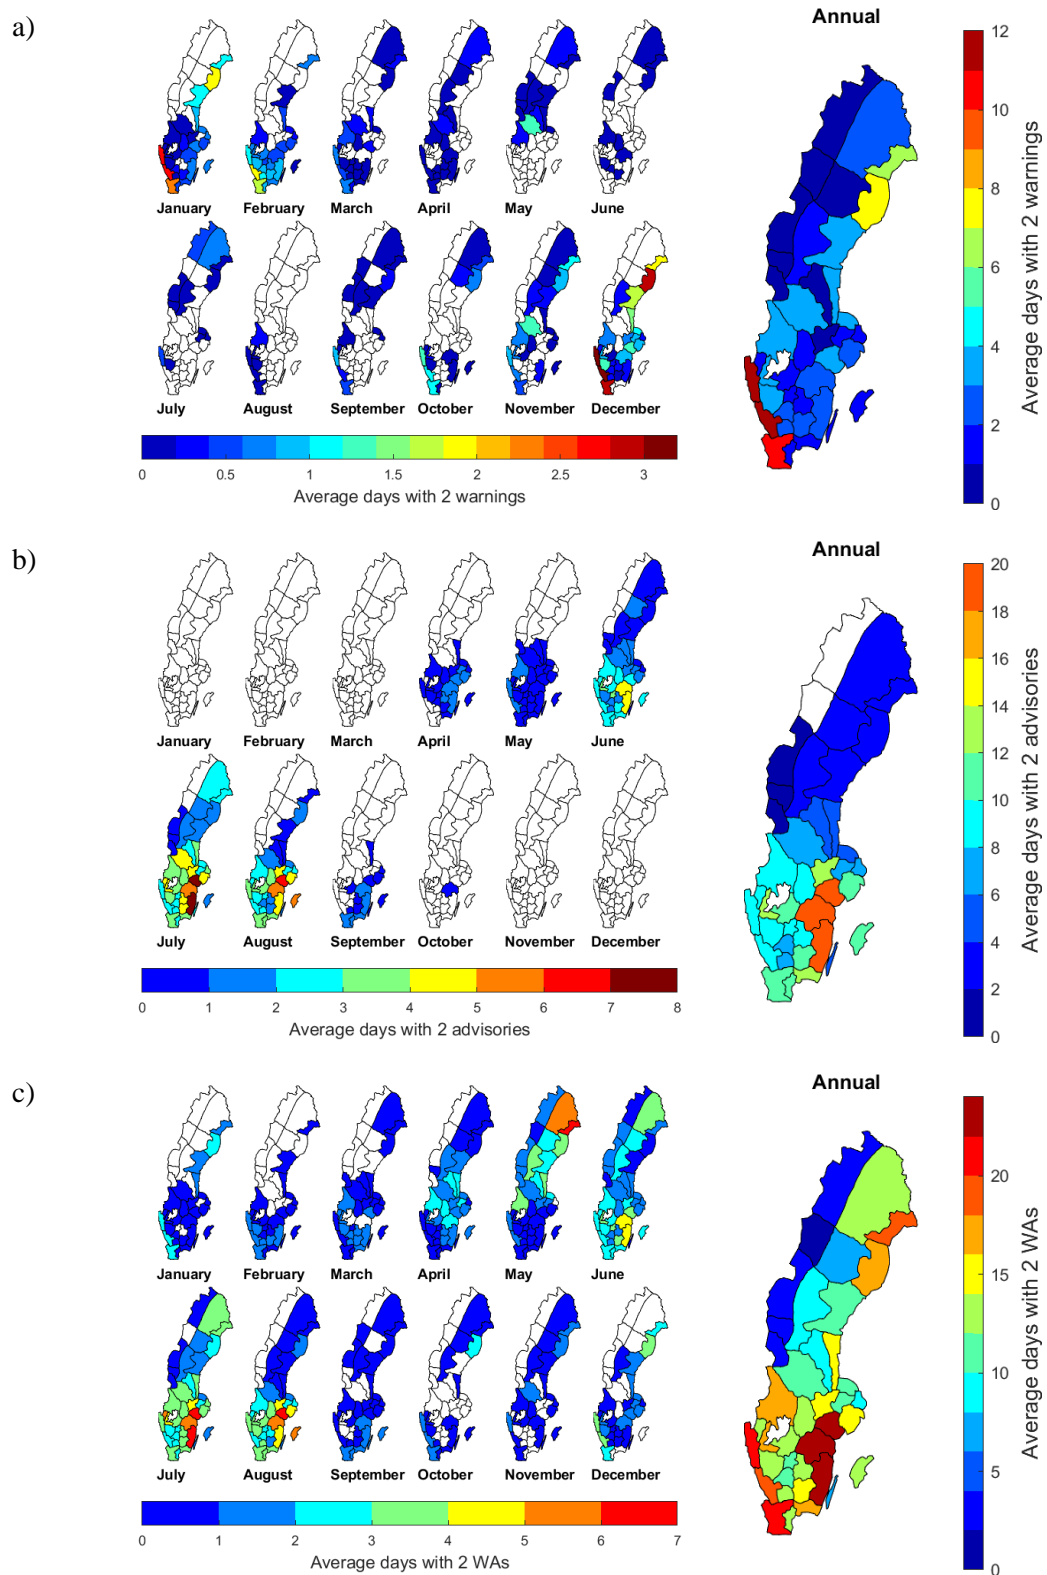 a)
Annual
January February March April May June
July August September October November December
0 0.5 1 1.5 2 2.5 3
Average days with 2 warnings
0 2 4 6 8 10 12
Average days with 2 warnings
b)
Annual
January February March April May June
July August September October November December
0 1 2 3 4 5 6 7 8
Average days with 2 advisories
0 2 4 6 8 10 12 14 16 18 20
Average days with 2 advisories
c)
Annual
January February March April May June
July August September October November December
0 1 2 3 4 5 6 7
Average days with 2 WAs
0 5 10 15 20
Average days with 2 WAs